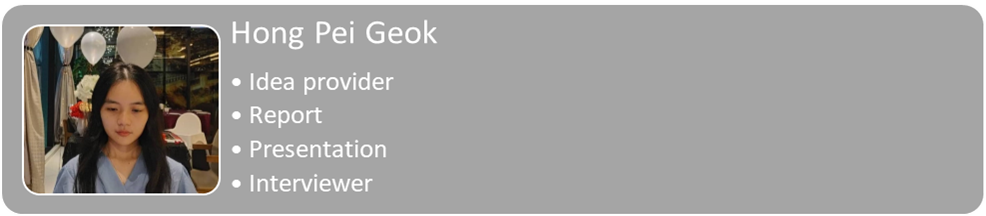 Hong Pei Geok
• Idea provider
• Report
• Presentation
• Interviewer